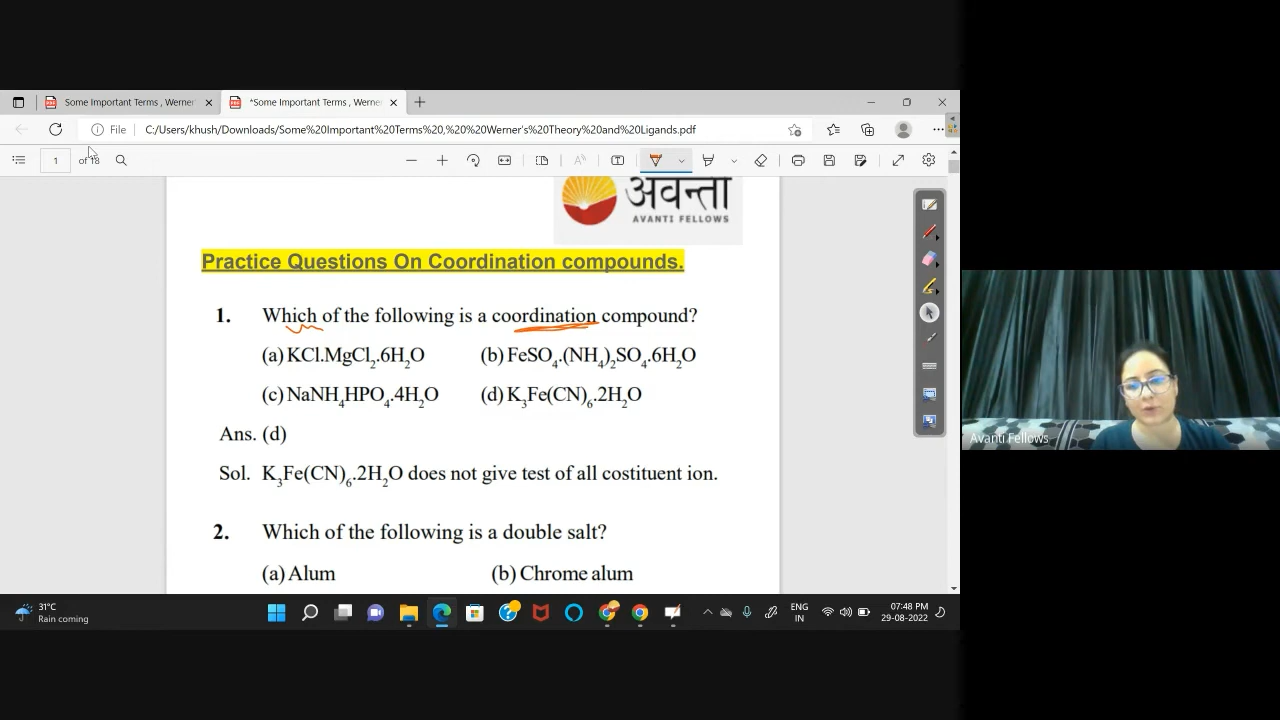 Some Important Terms , Werner
*Some Important Terms , Werne
File
C:/Users/khush/Downloads/Some%20Important%20Terms%20,%20%20Werner's%20Theory%20and%20Ligands.pdf
1 of 18
अवन्ती
AVANTI FELLOWS
Practice Questions On Coordination compounds.
1. Which of the following is a coordination compound?
(a) KCl.MgCl₂.6H₂O (b) FeSO₄.(NH₄)₂SO₄.6H₂O
(c) NaNH₄HPO₄.4H₂O (d) K₃Fe(CN)₆.2H₂O
Ans. (d)
Sol. K₃Fe(CN)₆.2H₂O does not give test of all costituent ion.
2. Which of the following is a double salt?
(a) Alum (b) Chrome alum
Avanti Fellows
31°C
Rain coming
ENG
IN
07:48 PM
29-08-2022